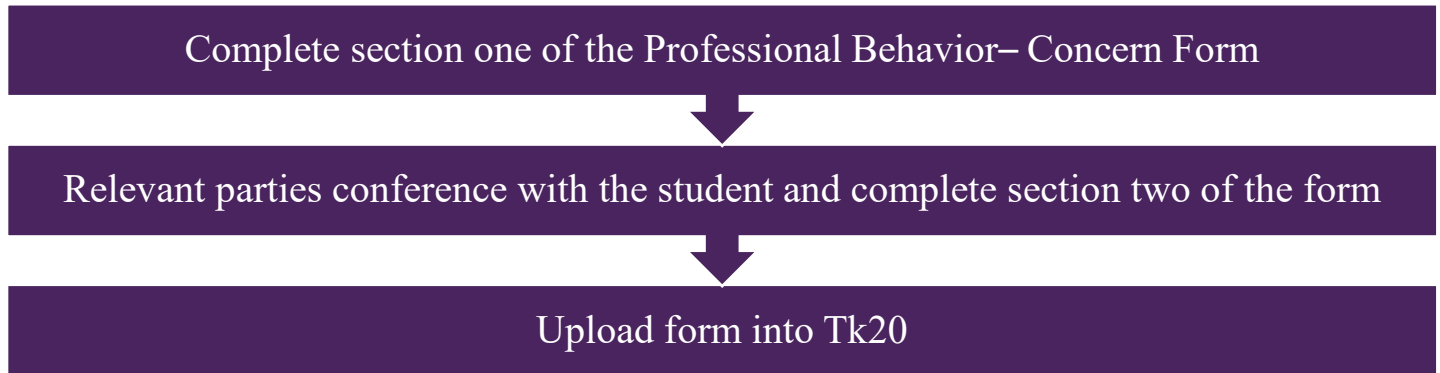 Complete section one of the Professional Behavior– Concern Form
Relevant parties conference with the student and complete section two of the form
Upload form into Tk20